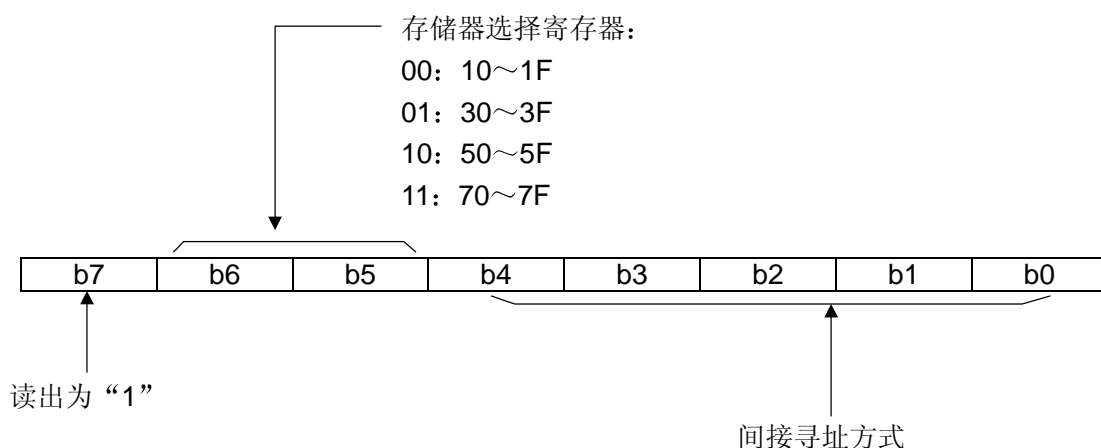 存储器选择寄存器：
00：10～1F
01：30～3F
10：50～5F
11：70～7F
b7 b6 b5 b4 b3 b2 b1 b0
读出为“1”
间接寻址方式